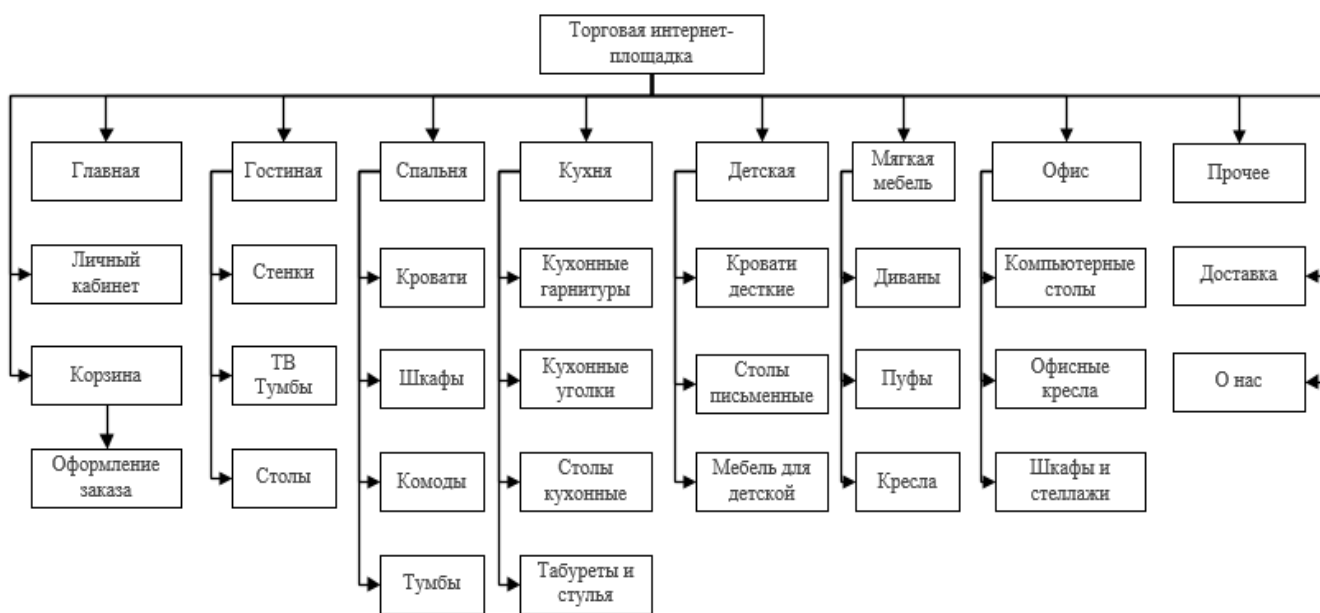 Торговая интернет-
площадка
Главная
Гостиная
Спальня
Кухня
Детская
Мягкая
мебель
Офис
Прочее
Личный
кабинет
Стенки
Кровати
Кухонные
гарнитуры
Кровати
десткие
Диваны
Компьютерные
столы
Доставка
Корзина
ТВ
Тумбы
Шкафы
Кухонные
уголки
Столы
письменные
Пуфы
Офисные
кресла
О нас
Оформление
заказа
Столы
Комоды
Столы
кухонные
Мебель для
детской
Кресла
Шкафы и
стеллажи
Тумбы
Табуреты и
стулья